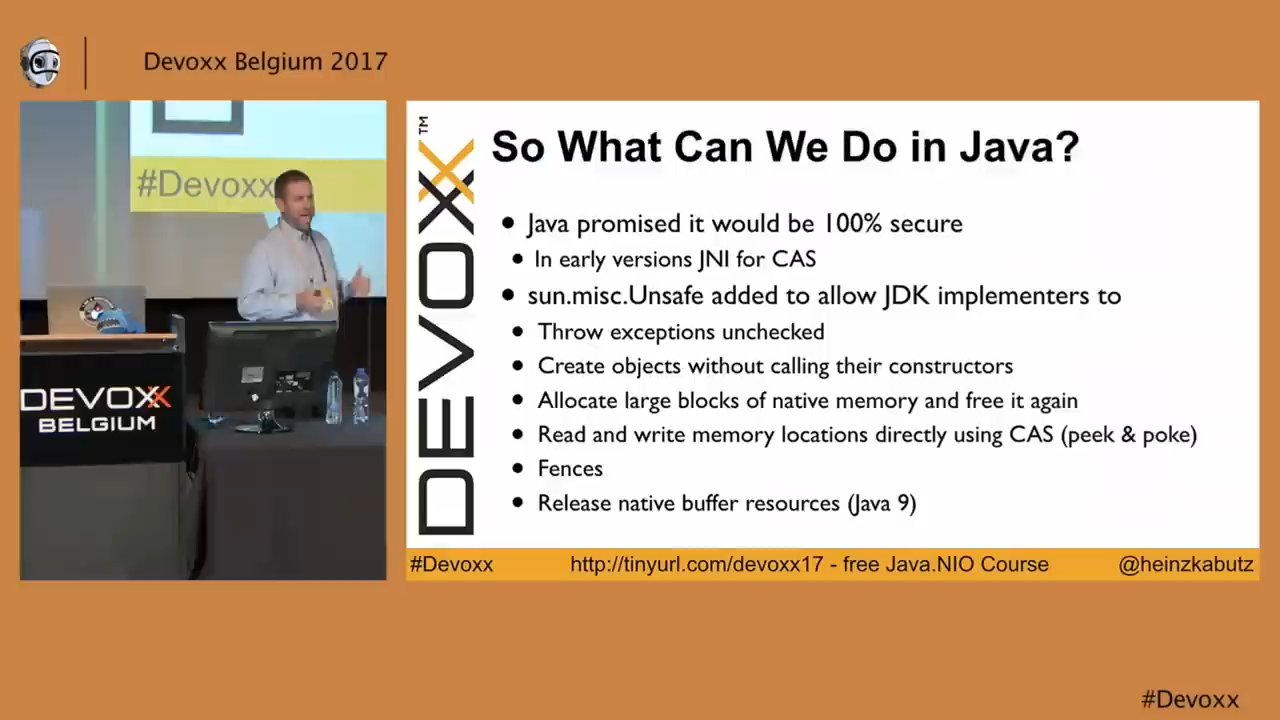 Devoxx Belgium 2017
#Devoxx
DEVOXX
BELGIUM
DEVOXX™
So What Can We Do in Java?
• Java promised it would be 100% secure
• In early versions JNI for CAS
• sun.misc.Unsafe added to allow JDK implementers to
• Throw exceptions unchecked
• Create objects without calling their constructors
• Allocate large blocks of native memory and free it again
• Read and write memory locations directly using CAS (peek & poke)
• Fences
• Release native buffer resources (Java 9)
#Devoxx http://tinyurl.com/devoxx17 - free Java.NIO Course @heinzkabutz
#Devoxx